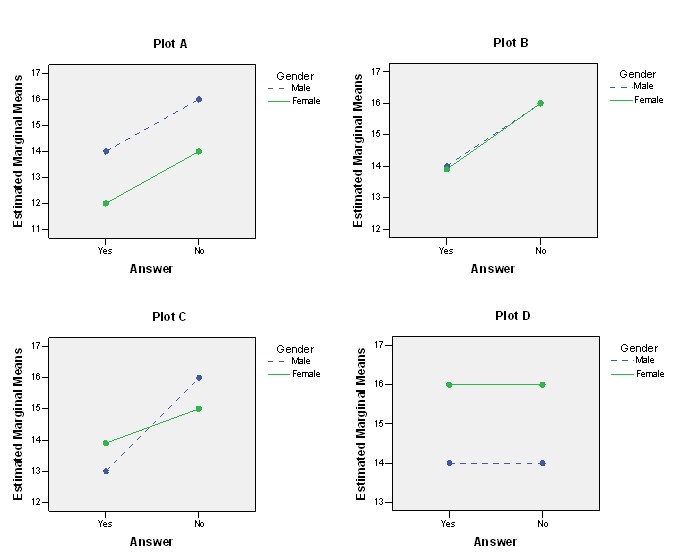 Plot A
Estimated Marginal Means
17
16
15
14
13
12
11
Yes
No
Answer
Gender
Male
Female
Plot B
Estimated Marginal Means
17
16
15
14
13
12
Yes
No
Answer
Gender
Male
Female
Plot C
Estimated Marginal Means
17
16
15
14
13
12
Yes
No
Answer
Gender
Male
Female
Plot D
Estimated Marginal Means
17
16
15
14
13
Yes
No
Answer
Gender
Male
Female